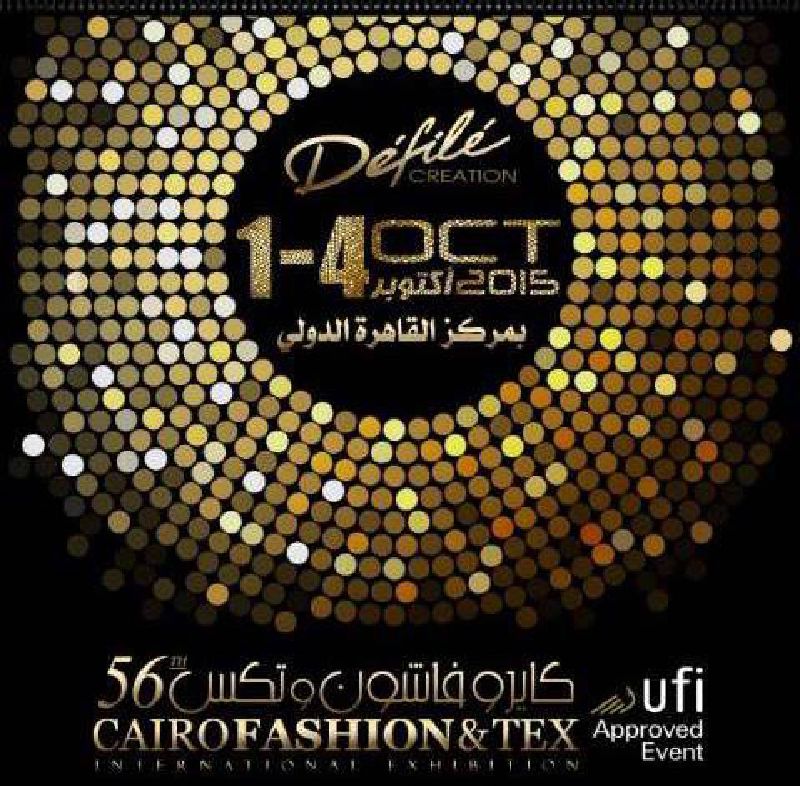 Défilé
CREATION
1-4 OCT
أكتوبر 2015
بمركز القاهرة الدولي
56TH كايرو فاشون و تكس
CAIRO FASHION & TEX
INTERNATIONAL EXHIBITION
ufi
Approved
Event